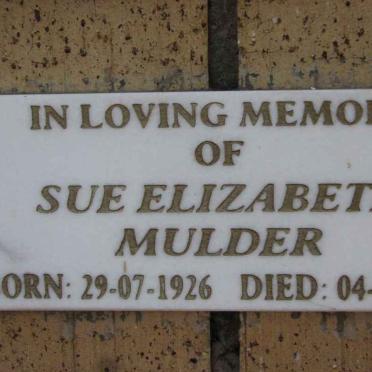 IN LOVING MEMO
OF
SUE ELIZABET
MULDER
ORN: 29-07-1926 DIED: 04-